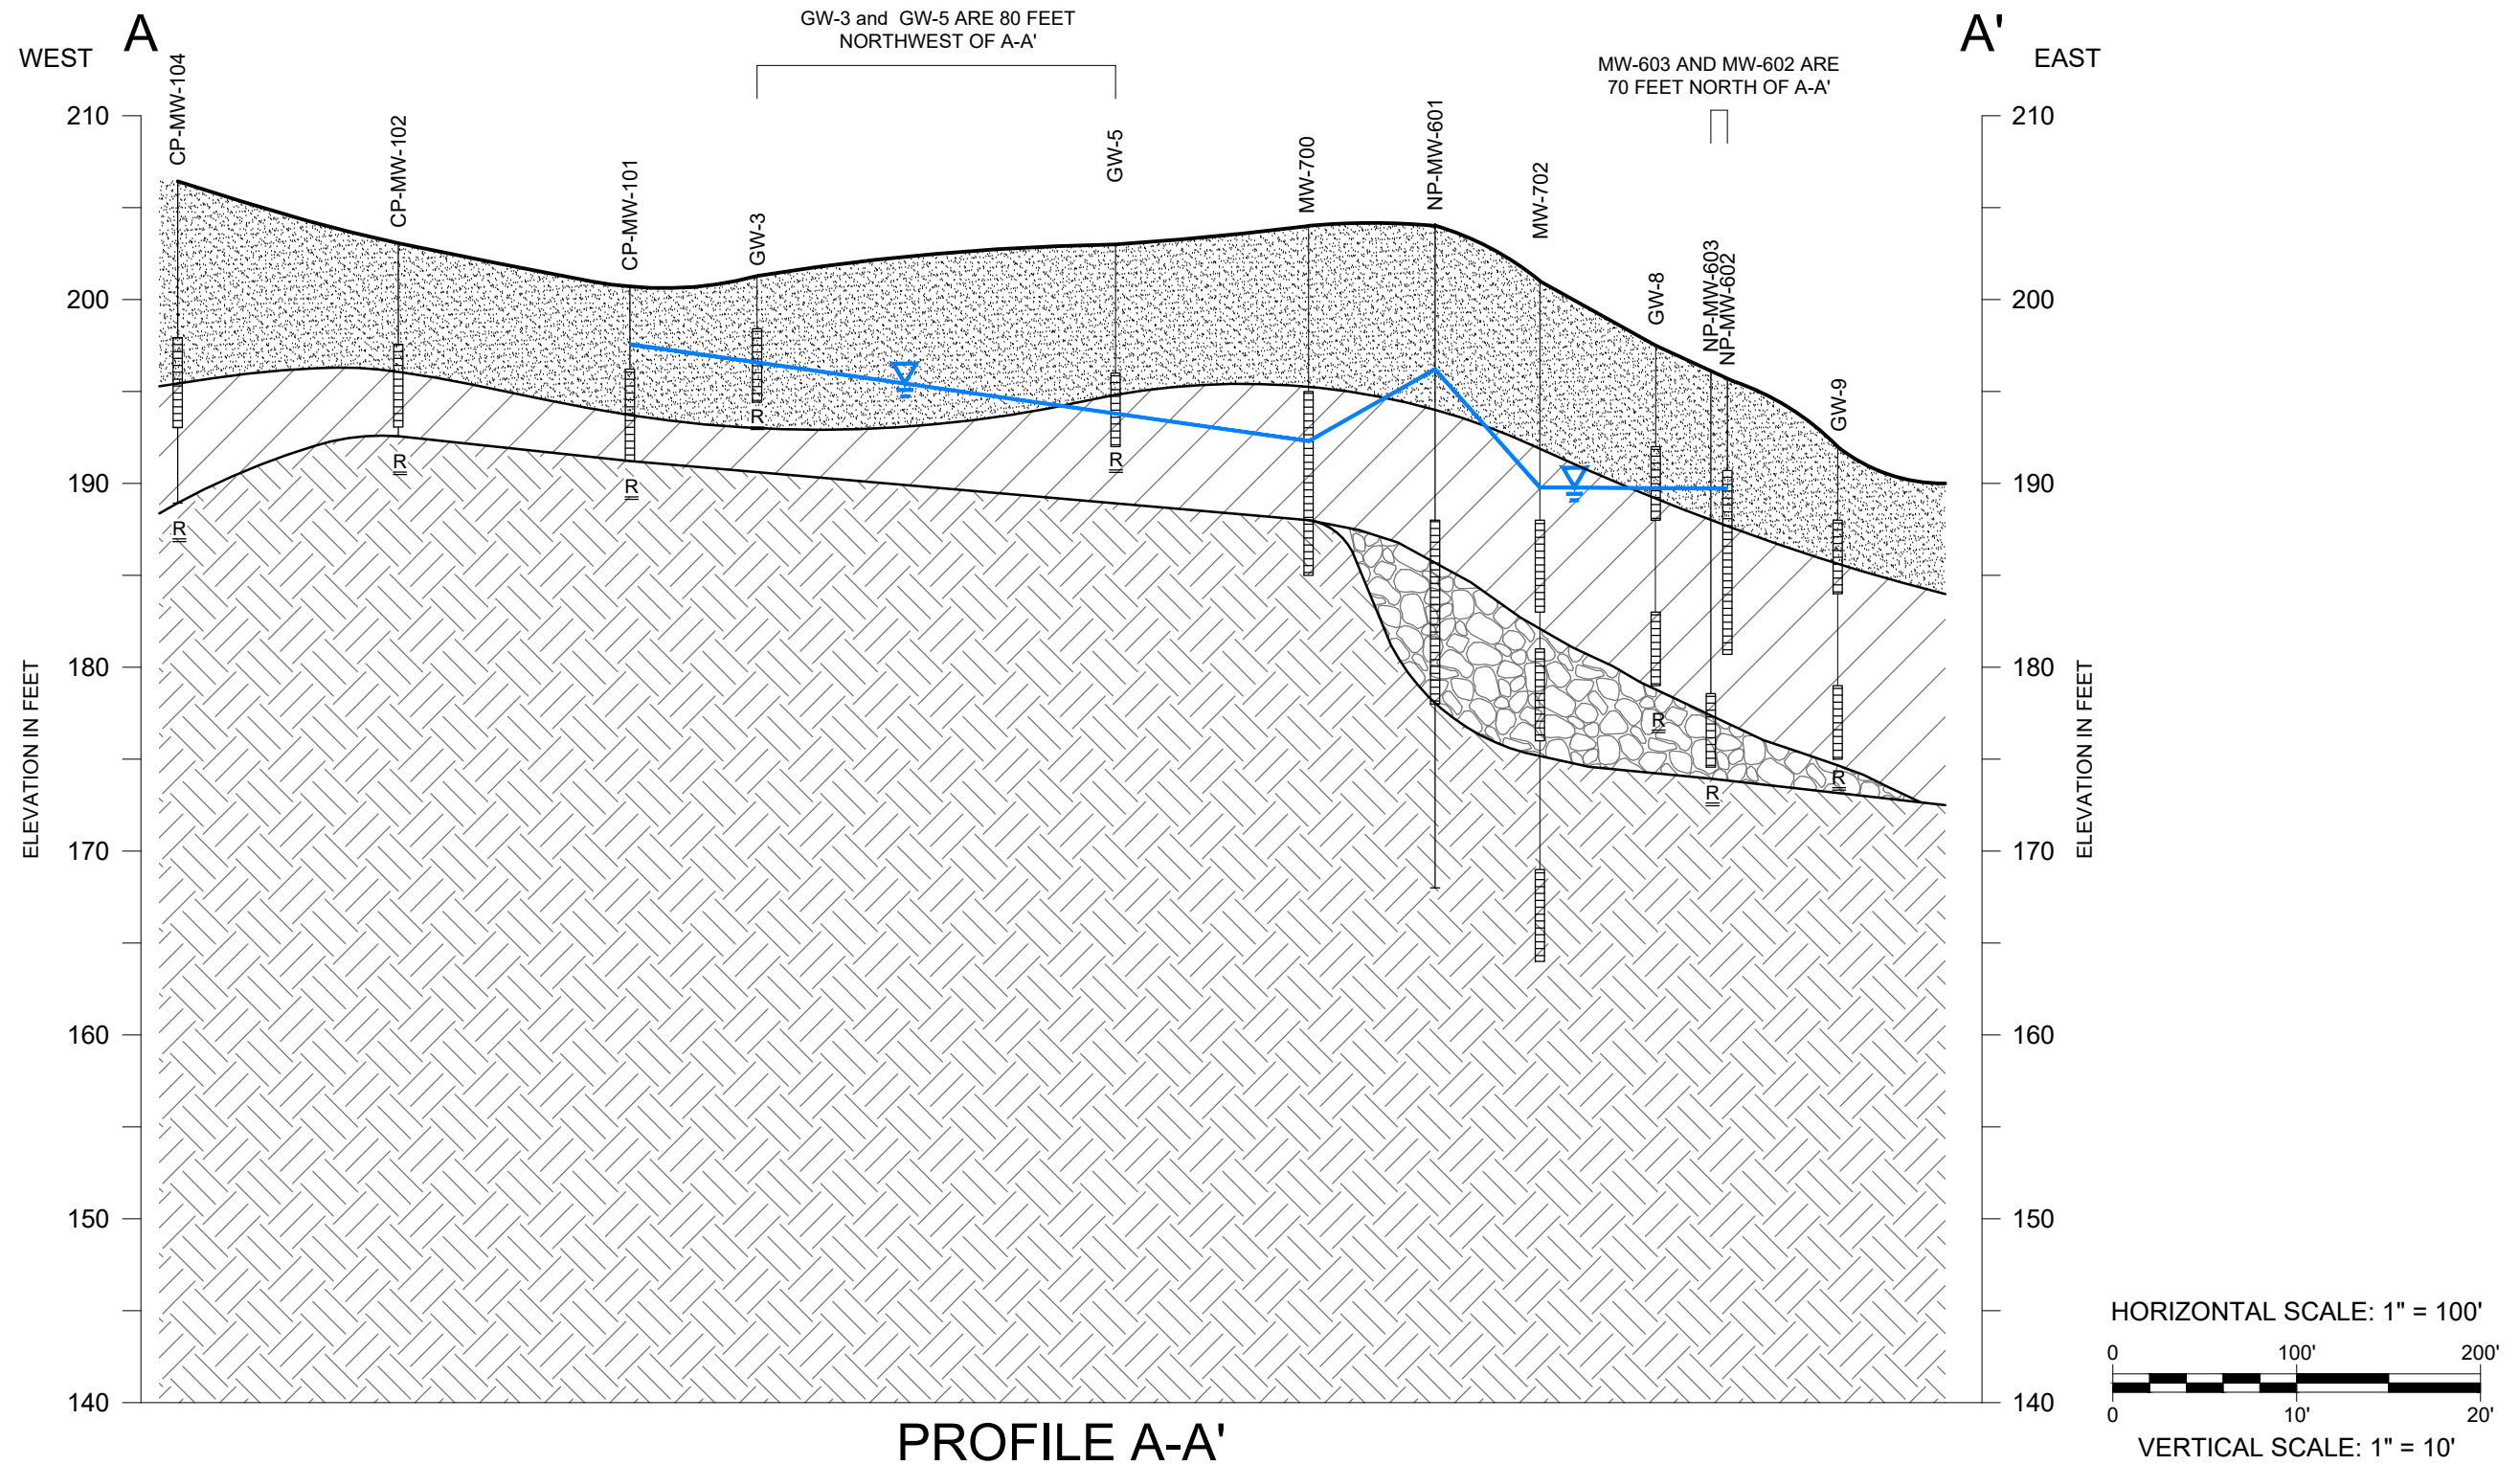 GW-3 and GW-5 ARE 80 FEET
NORTHWEST OF A-A'
A
A'
WEST
EAST
MW-603 AND MW-602 ARE
70 FEET NORTH OF A-A'
CP-MW-104
CP-MW-102
CP-MW-101
GW-3
GW-5
MW-700
NP-MW-601
MW-702
GW-8
NP-MW-603
NP-MW-602
GW-9
210
210
200
200
190
190
180
180
170
170
160
160
150
150
140
140
R
R
R
R
R
R
R
R
ELEVATION IN FEET
ELEVATION IN FEET
HORIZONTAL SCALE: 1" = 100'
0 100' 200'
0 10' 20'
VERTICAL SCALE: 1" = 10'
PROFILE A-A'